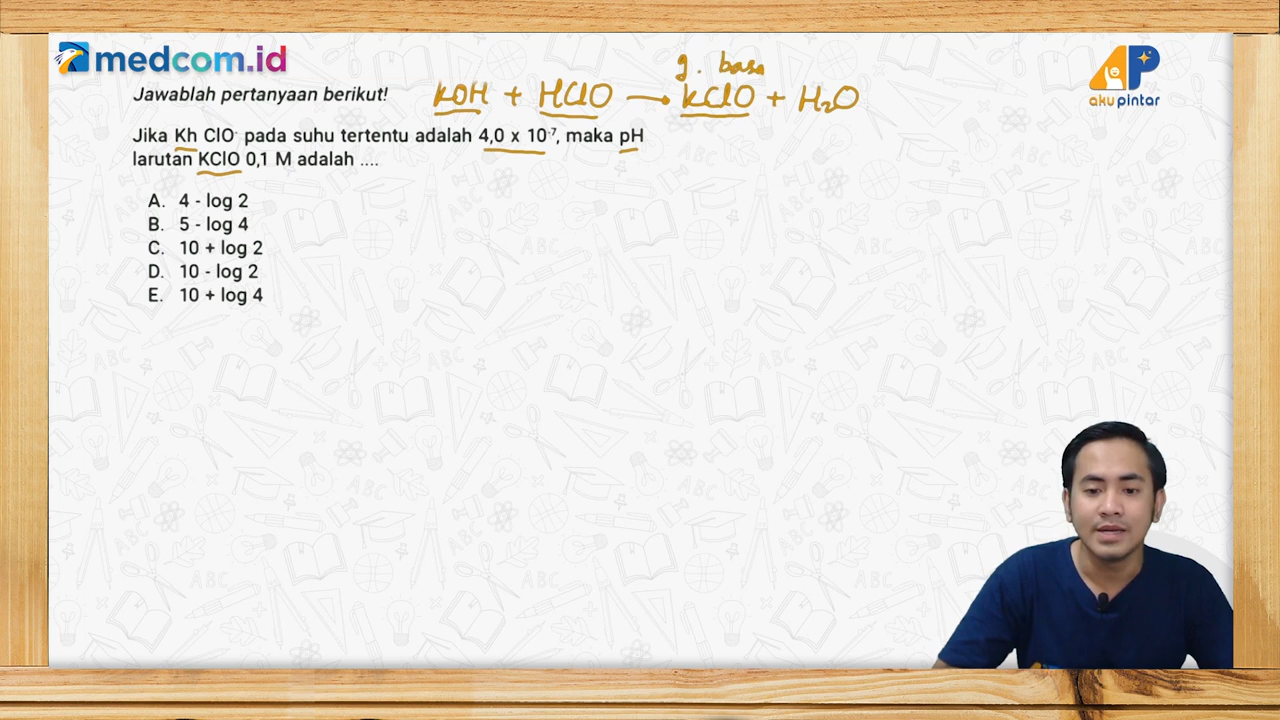 medcom.id
aku pintar
Jawablah pertanyaan berikut!
g. basa
KOH + HClO → KClO + H₂O
Jika Kh ClO⁻ pada suhu tertentu adalah 4,0 x 10⁻⁷, maka pH
larutan KClO 0,1 M adalah ....
A. 4 - log 2
B. 5 - log 4
C. 10 + log 2
D. 10 - log 2
E. 10 + log 4